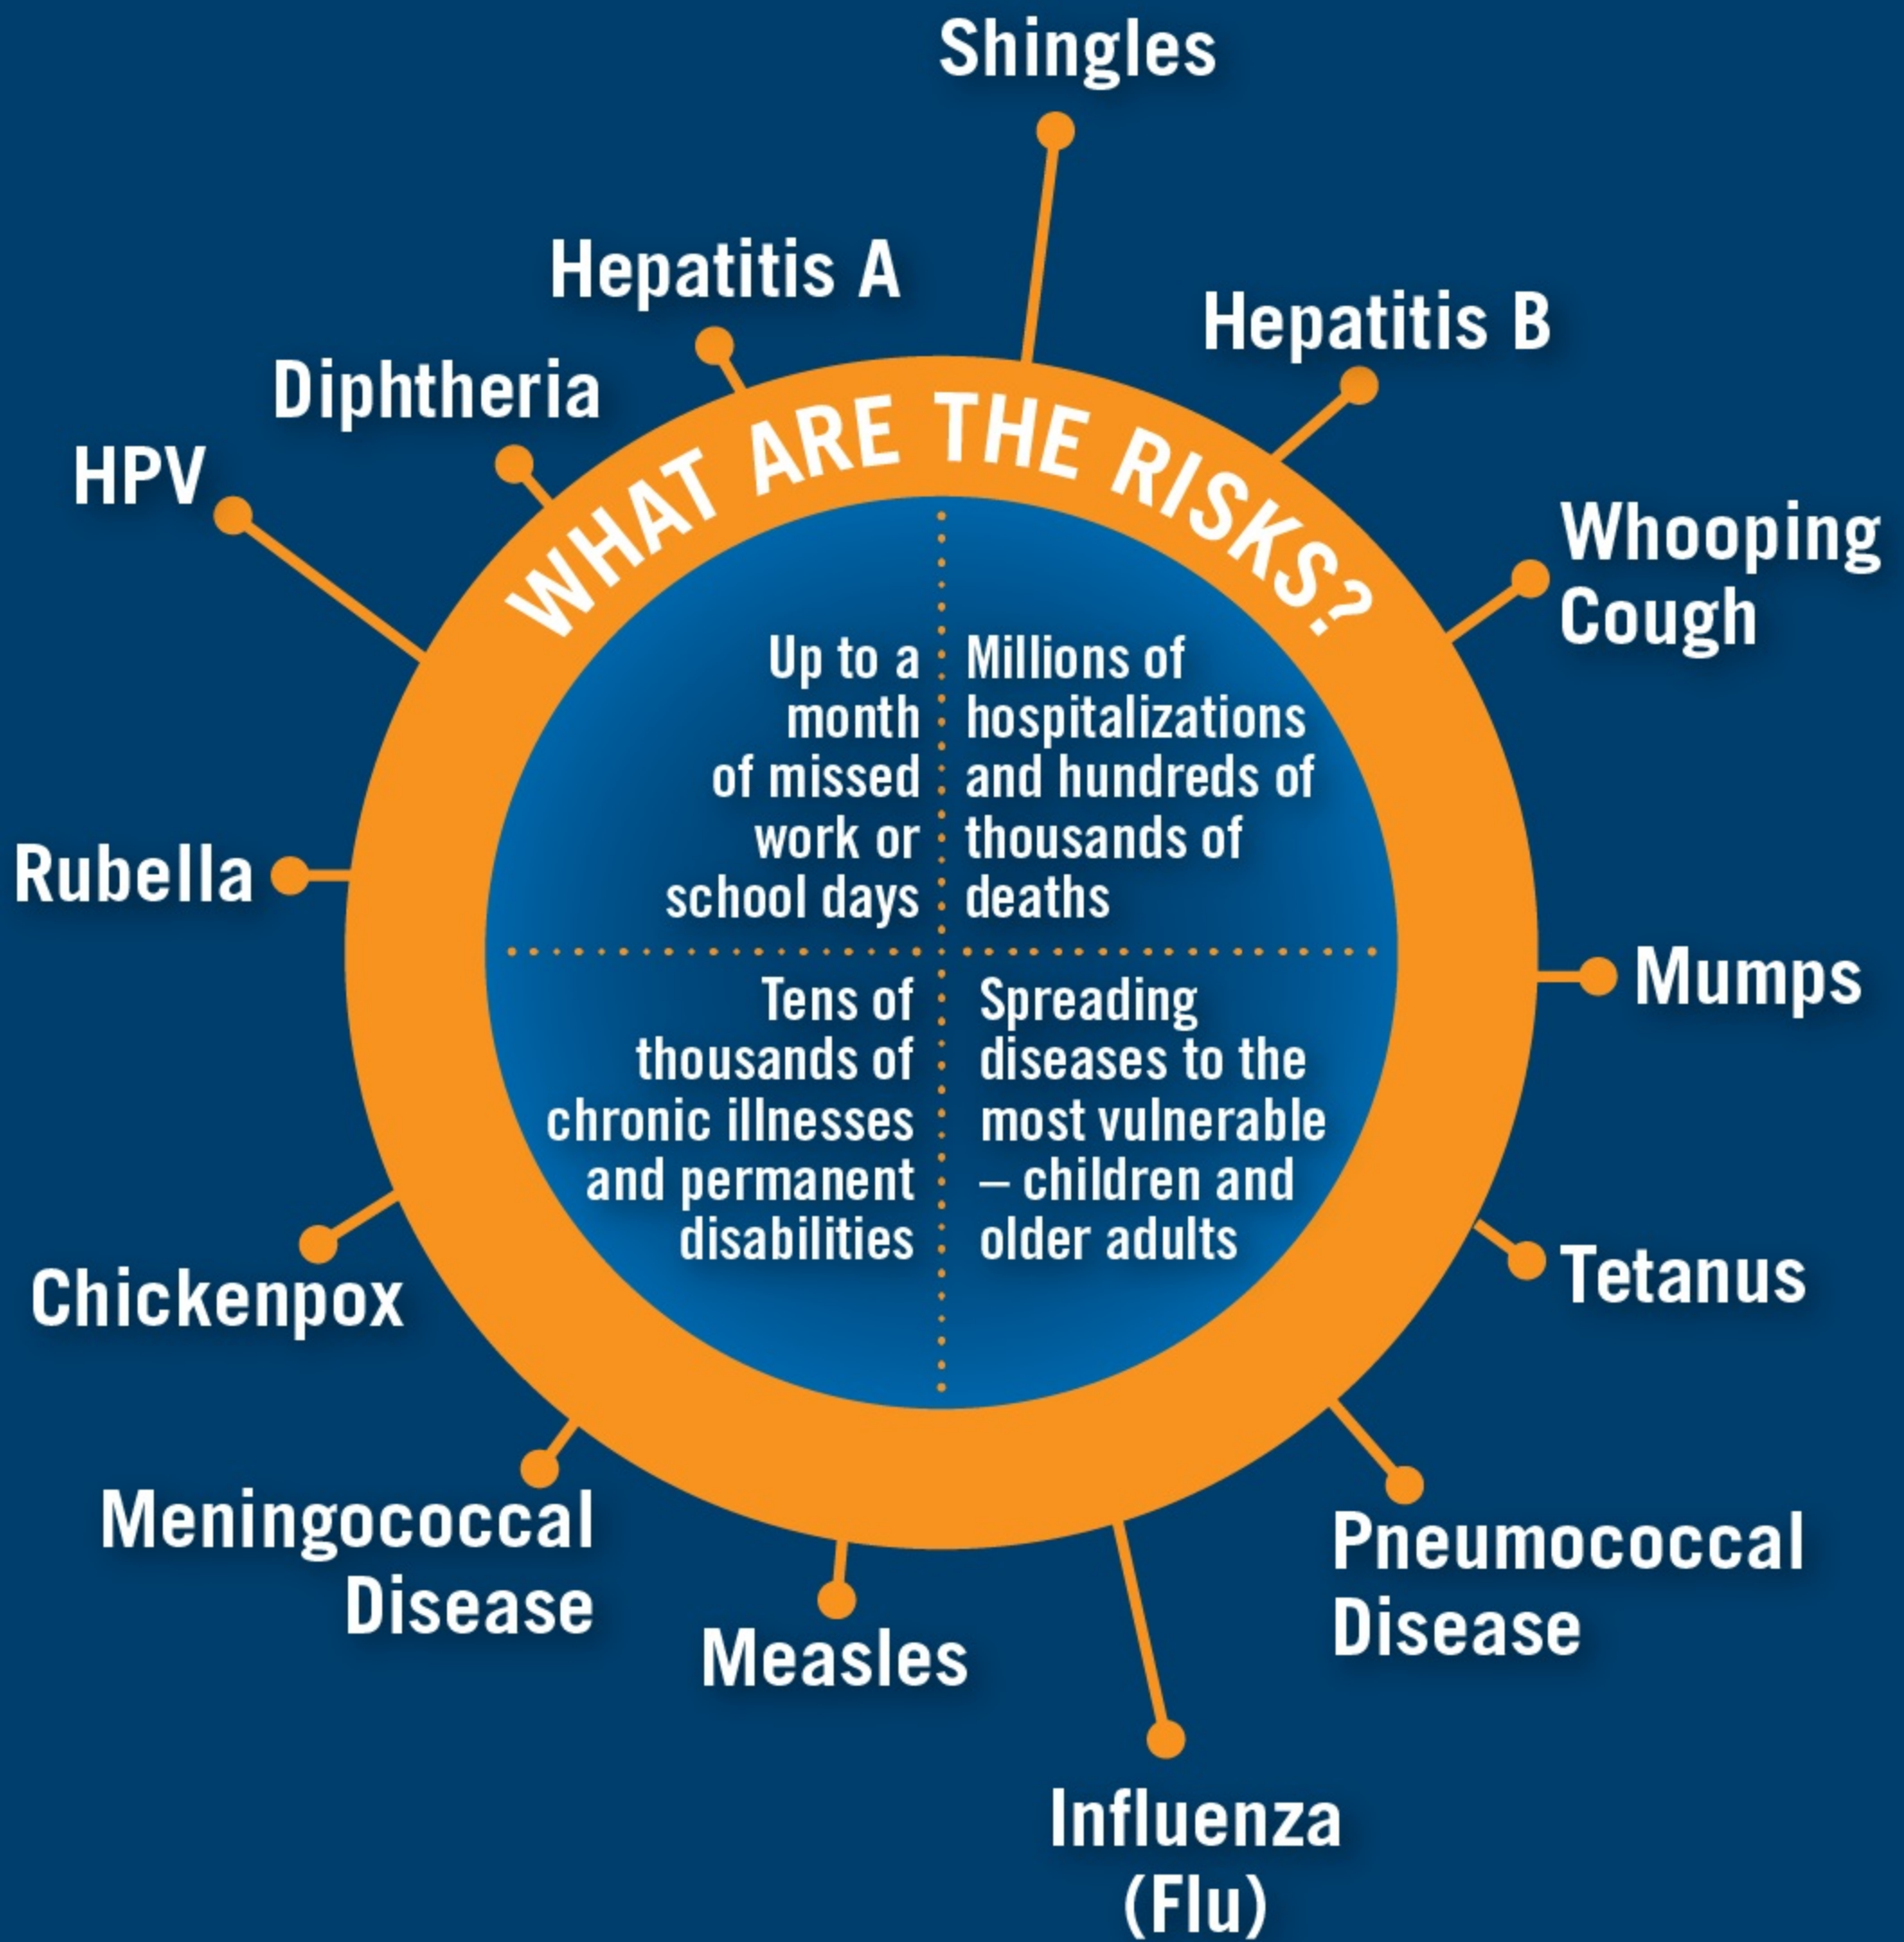 Shingles
Hepatitis A
Hepatitis B
Diphtheria
HPV
Whooping
Cough
WHAT ARE THE RISKS?
Up to a
month
of missed
work or
school days
Millions of
hospitalizations
and hundreds of
thousands of
deaths
Rubella
Mumps
Tens of
thousands of
chronic illnesses
and permanent
disabilities
Spreading
diseases to the
most vulnerable
– children and
older adults
Chickenpox
Tetanus
Meningococcal
Disease
Pneumococcal
Disease
Measles
Influenza
(Flu)